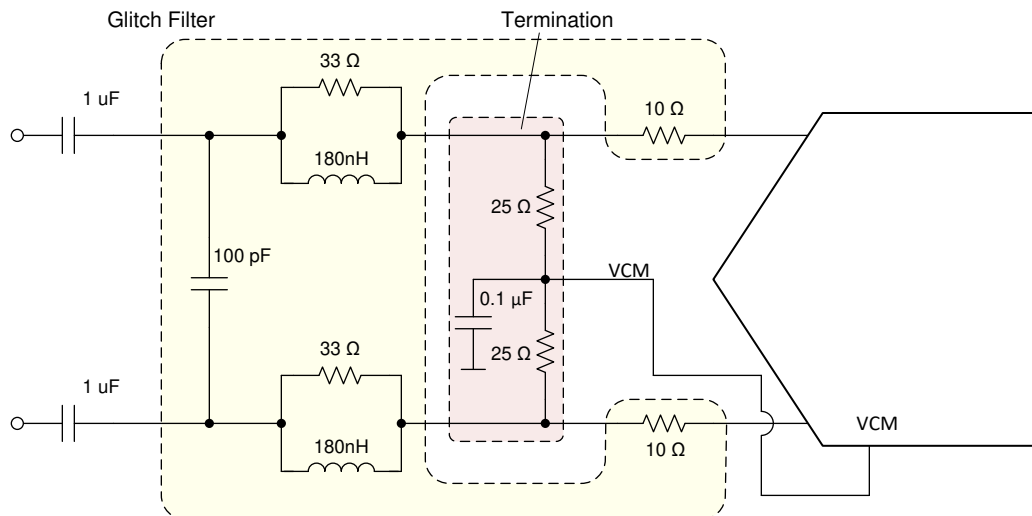 Glitch Filter
Termination
33 Ω
1 uF
10 Ω
180nH
25 Ω
100 pF
VCM
0.1 µF
33 Ω
25 Ω
1 uF
VCM
10 Ω
180nH